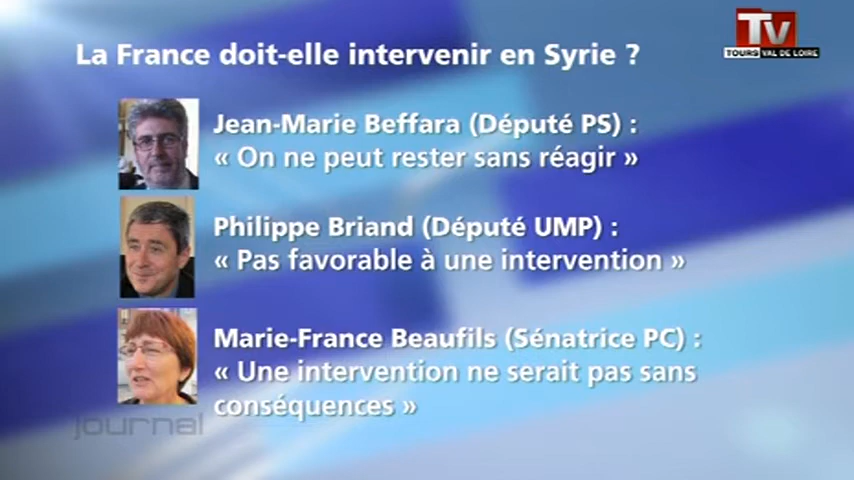 La France doit-elle intervenir en Syrie ?
TV
TOURS VAL DE LOIRE
Jean-Marie Beffara (Député PS) :
« On ne peut rester sans réagir »
Philippe Briand (Député UMP) :
« Pas favorable à une intervention »
Marie-France Beaufils (Sénatrice PC) :
« Une intervention ne serait pas sans
conséquences »
journal